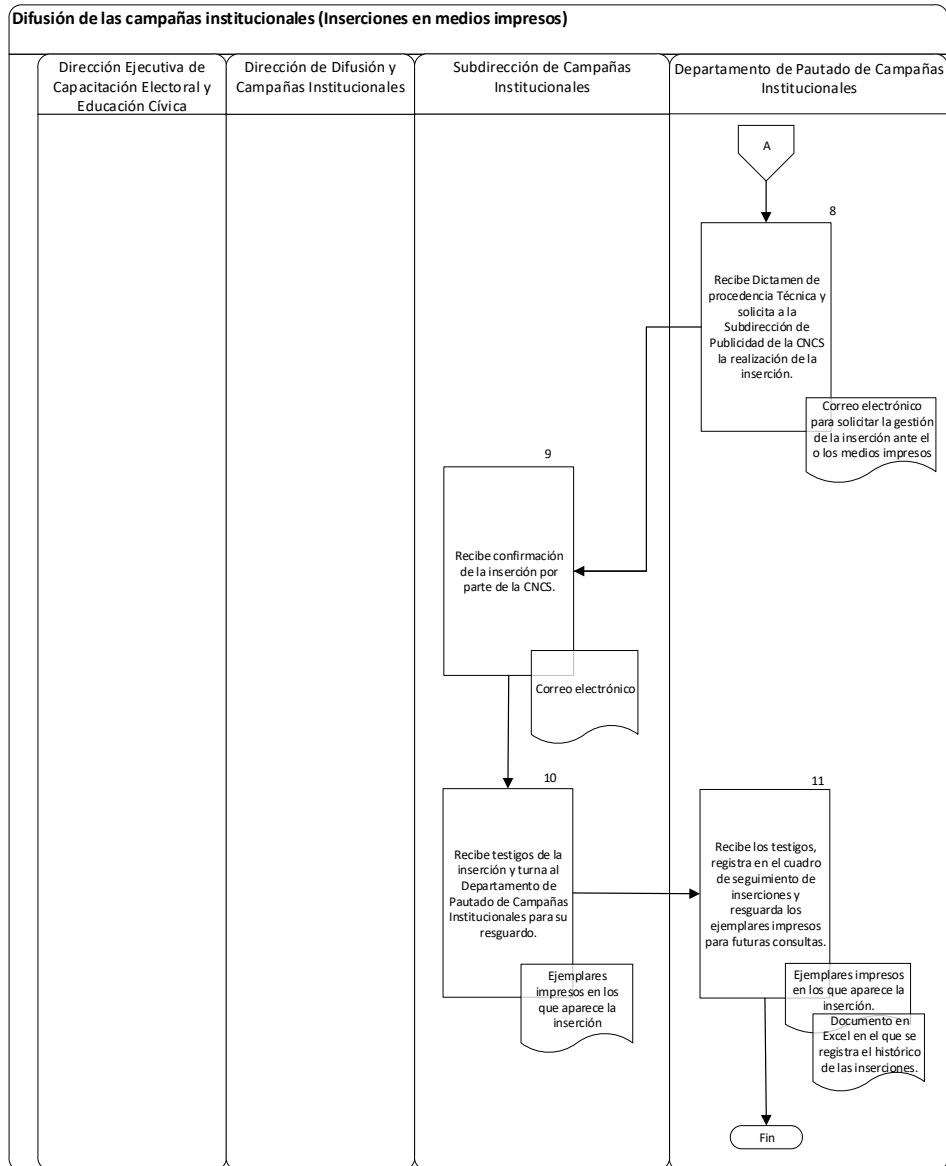 Difusión de las campañas institucionales (Inserciones en medios impresos)
Dirección Ejecutiva de
Capacitación Electoral y
Educación Cívica
Dirección de Difusión y
Campañas Institucionales
Subdirección de Campañas
Institucionales
Departamento de Pautado de Campañas
Institucionales
A
8
Recibe Dictamen de
procedencia Técnica y
solicita a la
Subdirección de
Publicidad de la CNCS
la realización de la
inserción.
Correo electrónico
para solicitar la gestión
de la inserción ante el
o los medios impresos
9
Recibe confirmación
de la inserción por
parte de la CNCS.
Correo electrónico
10
Recibe testigos de la
inserción y turna al
Departamento de
Pautado de Campañas
Institucionales para su
resguardo.
Ejemplares
impresos en los
que aparece la
inserción
11
Recibe los testigos,
registra en el cuadro
de seguimiento de
inserciones y
resguarda los
ejemplares impresos
para futuras consultas.
Ejemplares impresos
en los que aparece la
inserción.
Documento en
Excel en el que se
registra el histórico
de las inserciones.
Fin